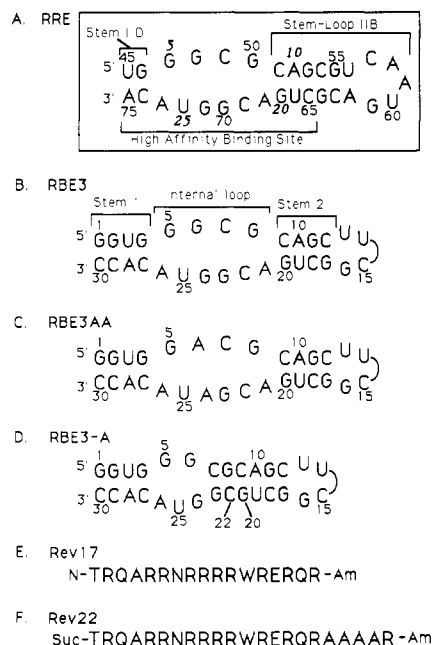 A. RRE
Stem I D Stem-Loop IIB
45 5 50 10 55
5' UG G G C G CAGCGU C A
A
3' AC A U G G C A GUCGCA G U
75 25 70 20 65 60
High Affinity Binding Site
B. RBE3
Stem 1 nternal loop Stem 2
1 5 10
5' GGUG G G C G CAGC U U
3' CCAC A U G G C A GUCG G C
30 25 20 15
C. RBE3AA
1 5 10
5' GGUG G A C G CAGC U U
3' CCAC A U A G C A GUCG G C
30 25 20 15
D. RBE3-A
1 5 10
5' GGUG G G CGCAGC U U
3' CCAC A U G GCGUCG G C
30 25 22 20 15
E. Rev17
N-TRQARRNRRRRWRERQR-Am
F. Rev22
Suc-TRQARRNRRRRWRERQRAAAAR-Am